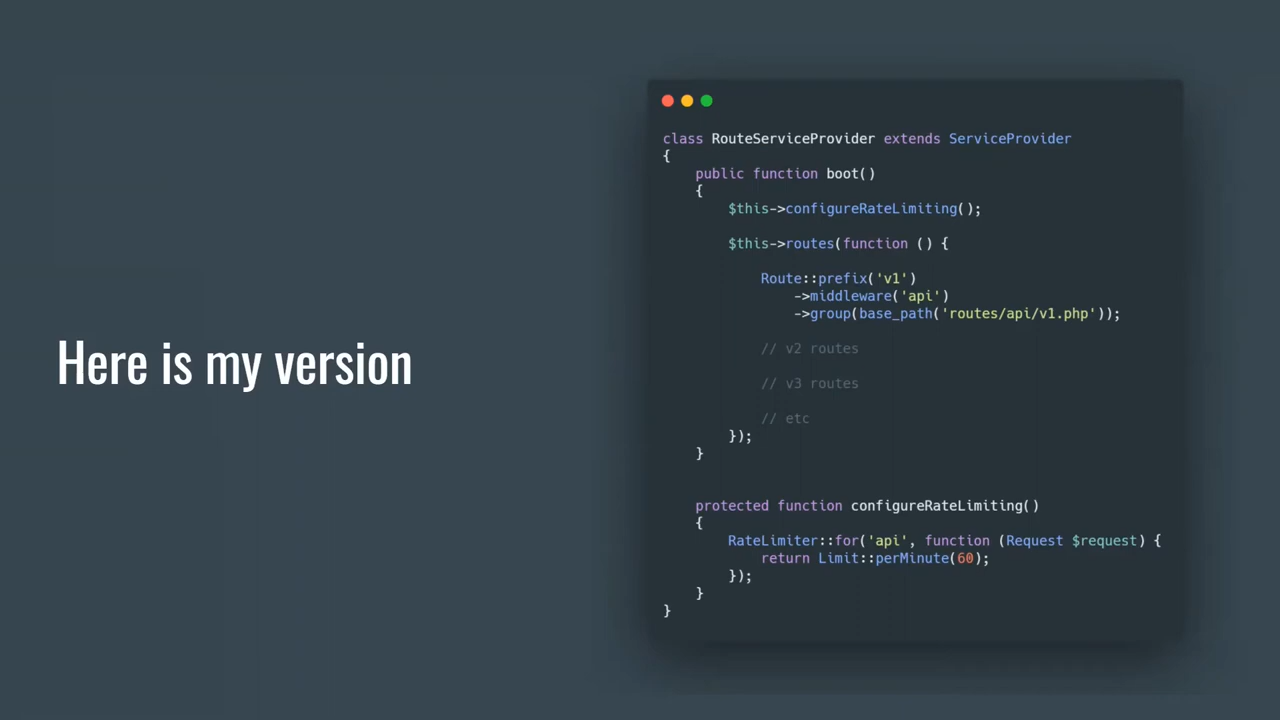 Here is my version
class RouteServiceProvider extends ServiceProvider
{
    public function boot()
    {
        $this->configureRateLimiting();

        $this->routes(function () {

            Route::prefix('v1')
                ->middleware('api')
                ->group(base_path('routes/api/v1.php'));

            // v2 routes

            // v3 routes

            // etc
        });
    }


    protected function configureRateLimiting()
    {
        RateLimiter::for('api', function (Request $request) {
            return Limit::perMinute(60);
        });
    }
}